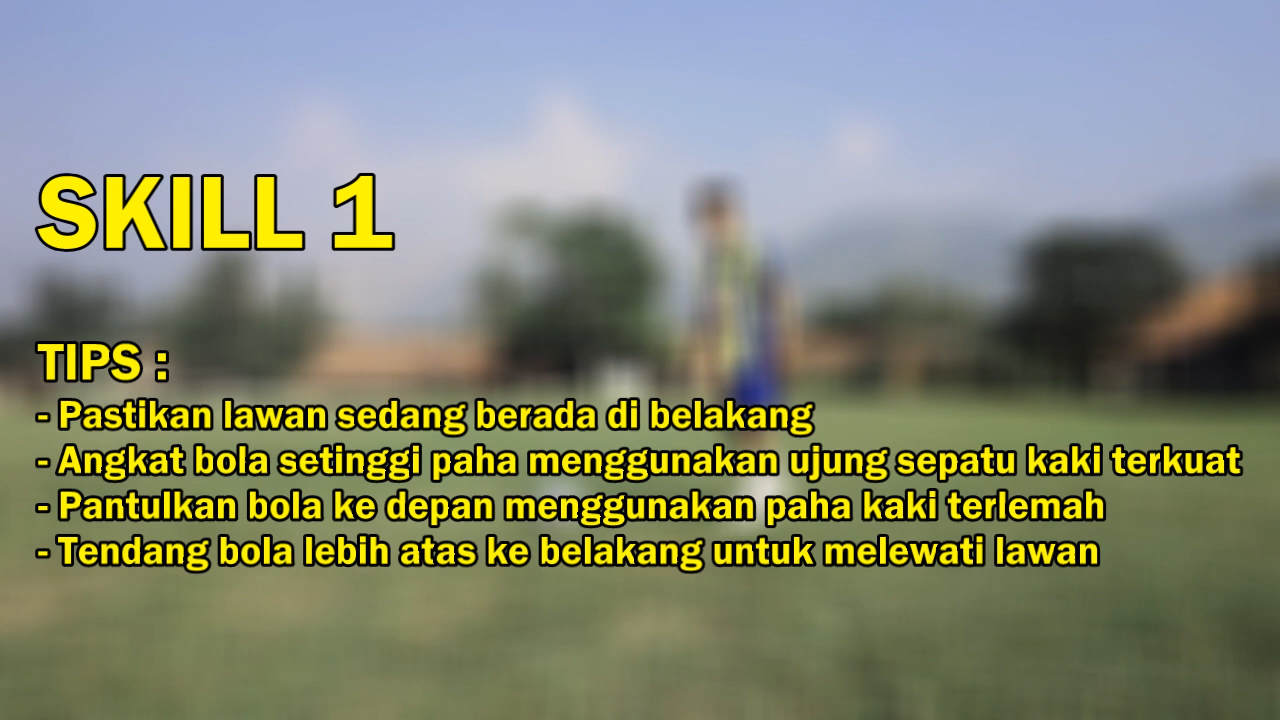 SKILL 1
TIPS :
- Pastikan lawan sedang berada di belakang
- Angkat bola setinggi paha menggunakan ujung sepatu kaki terkuat
- Pantulkan bola ke depan menggunakan paha kaki terlemah
- Tendang bola lebih atas ke belakang untuk melewati lawan